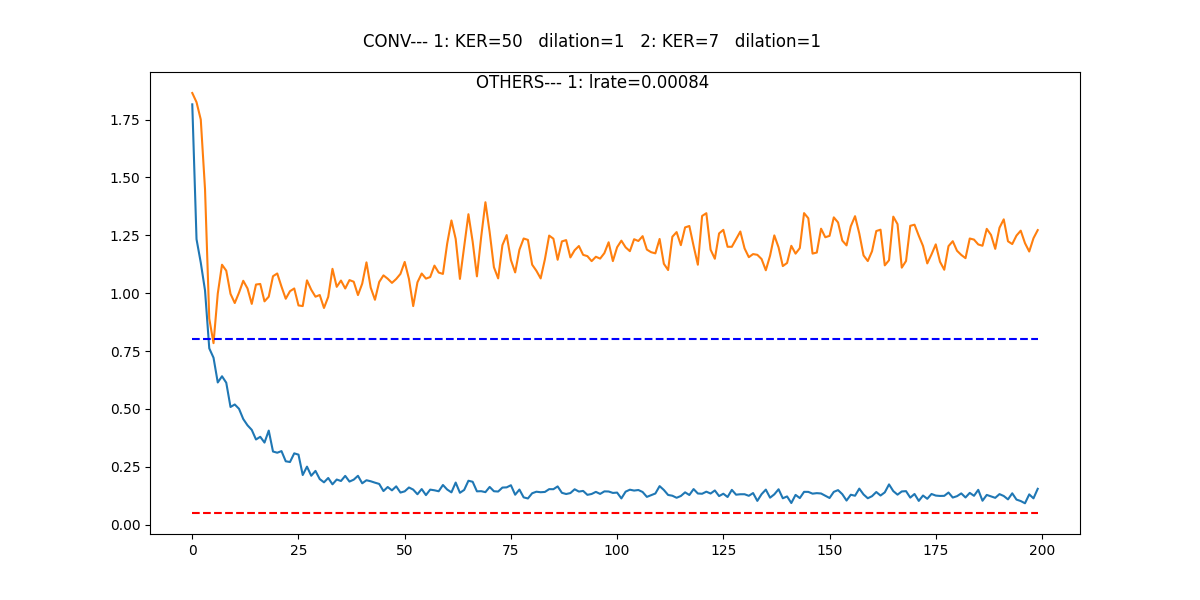 CONV--- 1: KER=50   dilation=1   2: KER=7   dilation=1
OTHERS--- 1: lrate=0.00084
1.75
1.50
1.25
1.00
0.75
0.50
0.25
0.00
0 25 50 75 100 125 150 175 200